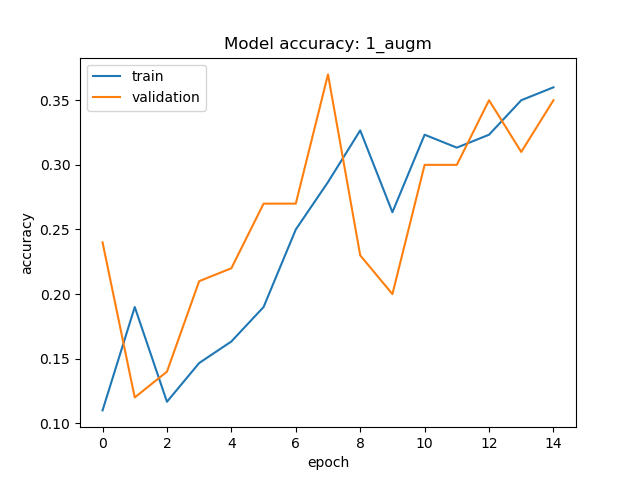 Model accuracy: 1_augm
train
validation
accuracy
0.35
0.30
0.25
0.20
0.15
0.10
0 2 4 6 8 10 12 14
epoch